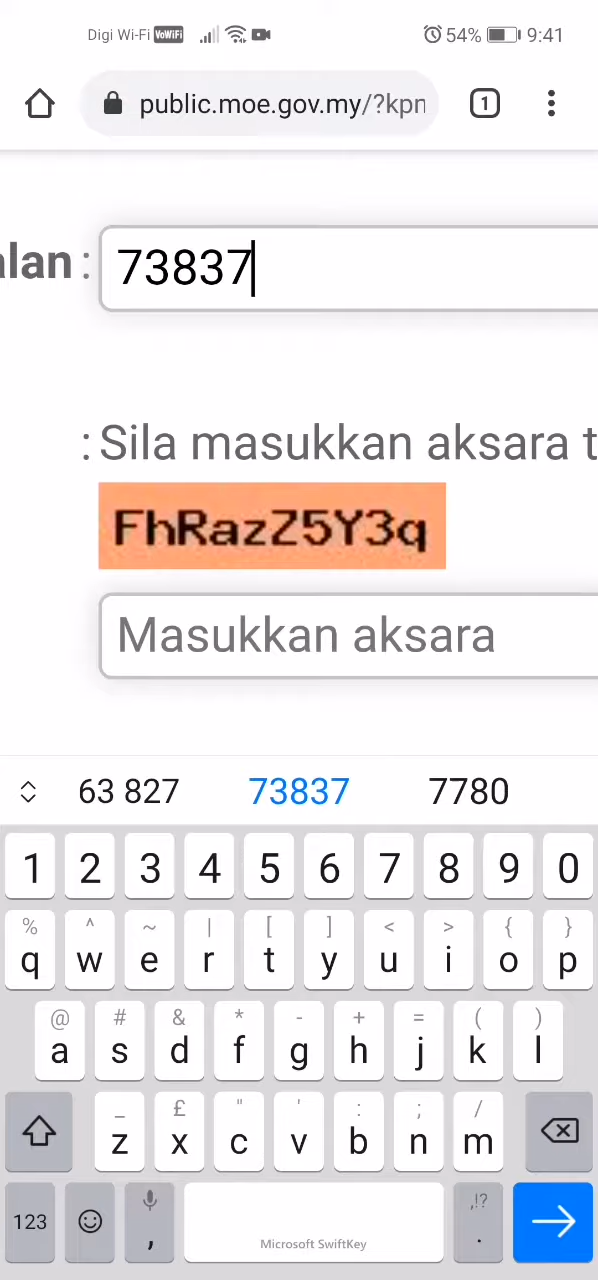 Digi Wi-Fi VoWiFi 54% 9:41
public.moe.gov.my/?kpn 1
alan : 73837
: Sila masukkan aksara t
FhRazZ5Y3q
Masukkan aksara
63 827 73837 7780
1 2 3 4 5 6 7 8 9 0
% ^ ~ | [ ] < > { }
q w e r t y u i o p
@ # & * - + = ( )
a s d f g h j k l
_ £ " ' : ; /
z x c v b n m
,!?
123 , Microsoft SwiftKey .